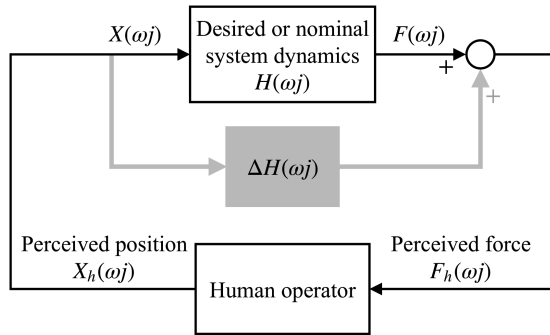 X(ωj)
Desired or nominal
system dynamics
H(ωj)
F(ωj)
+
+
ΔH(ωj)
Perceived position
X_h(ωj)
Human operator
Perceived force
F_h(ωj)